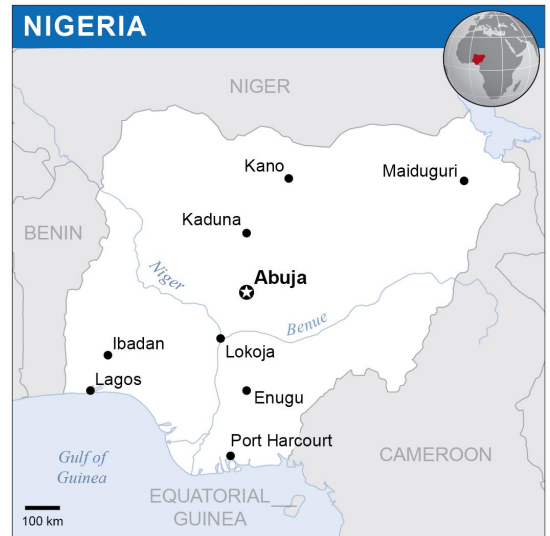 NIGERIA
NIGER
Kano
Maiduguri
Kaduna
BENIN
Abuja
Niger
Benue
Ibadan
Lokoja
Lagos
Enugu
Port Harcourt
Gulf of
Guinea
CAMEROON
EQUATORIAL
GUINEA
100 km